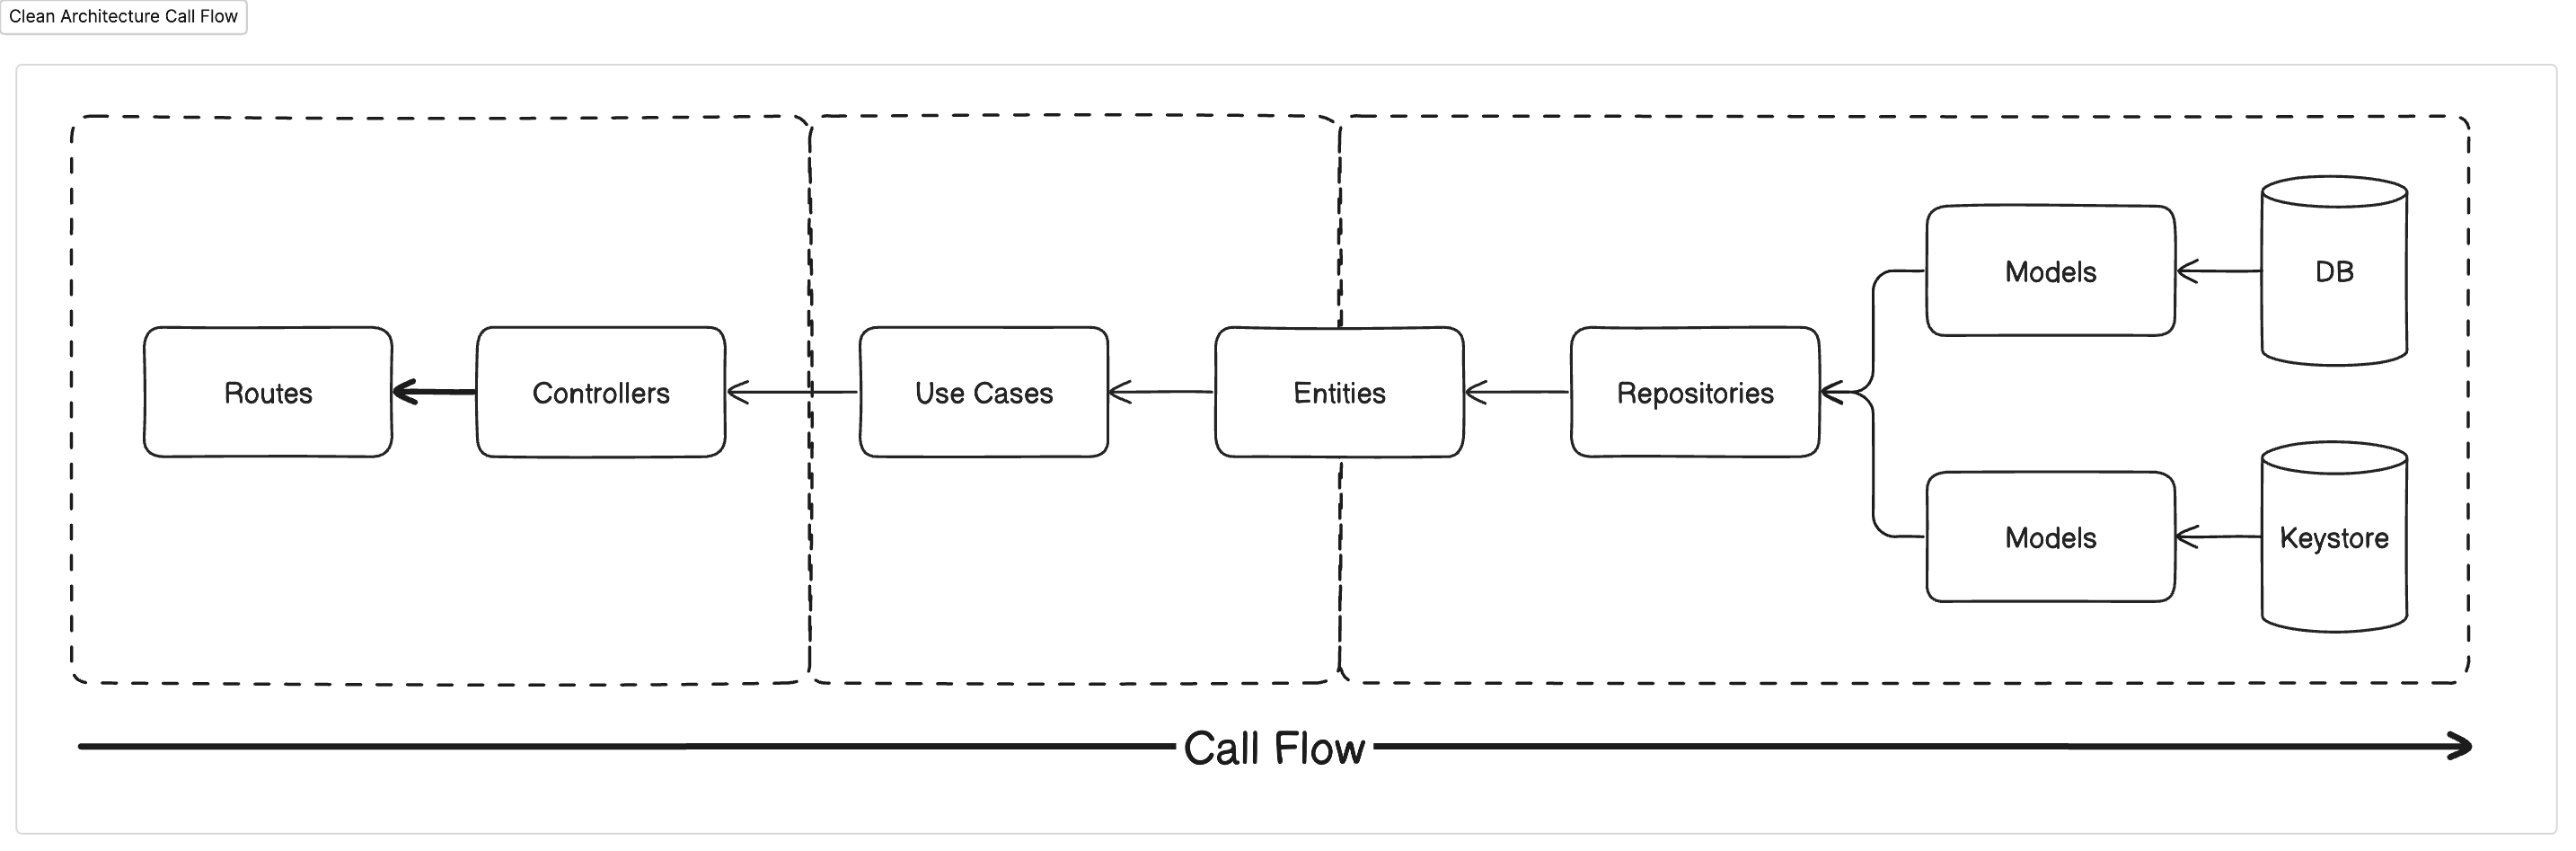 Clean Architecture Call Flow
Routes
Controllers
Use Cases
Entities
Repositories
Models
DB
Models
Keystore
Call Flow